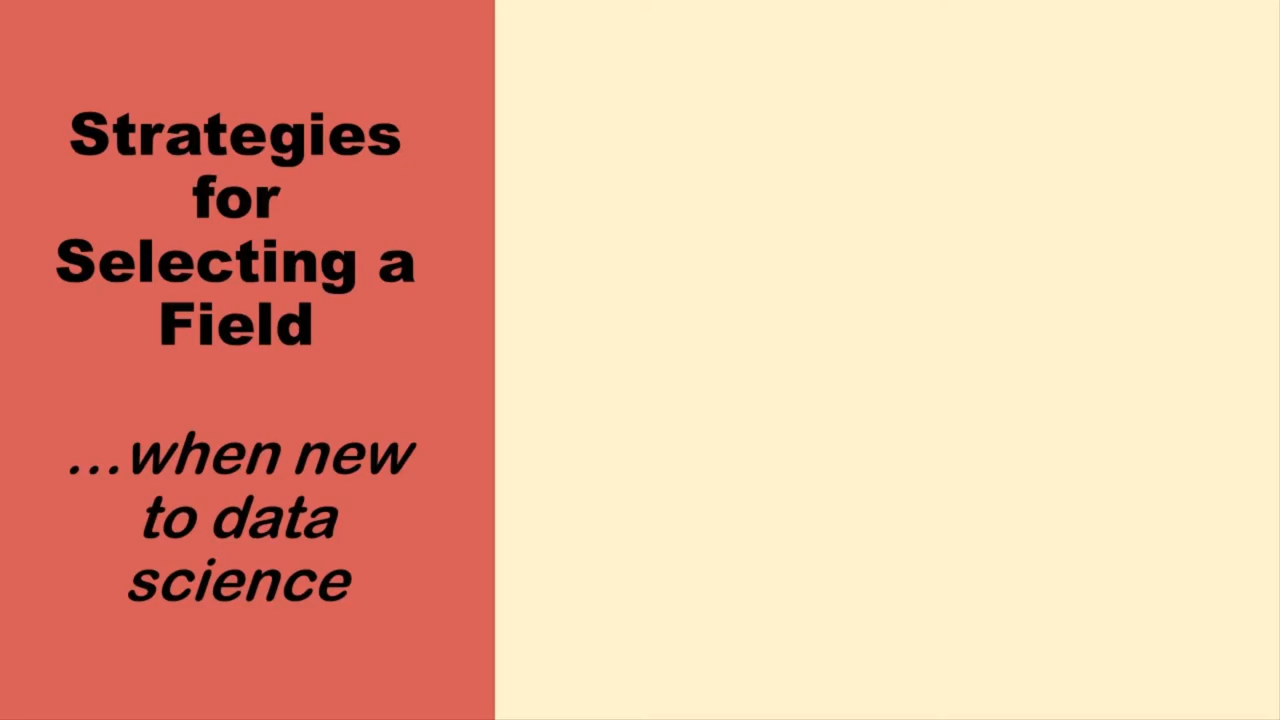 Strategies
for
Selecting a
Field
...when new
to data
science